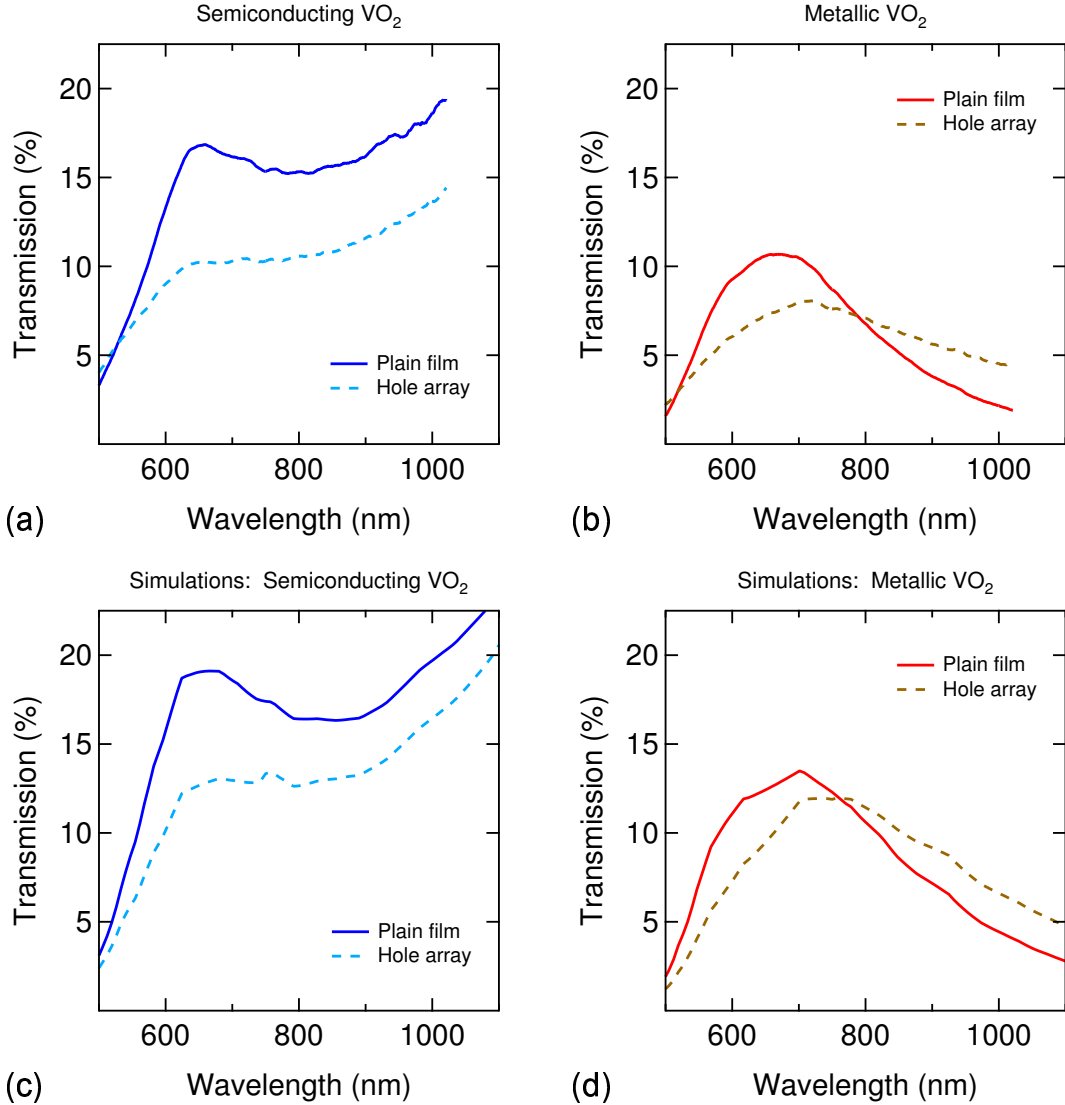 Semiconducting VO₂
Transmission (%)
20
15
10
5
Plain film
Hole array
600
800
1000
(a)
Wavelength (nm)
Metallic VO₂
Transmission (%)
20
15
10
5
Plain film
Hole array
600
800
1000
(b)
Wavelength (nm)
Simulations: Semiconducting VO₂
Transmission (%)
20
15
10
5
Plain film
Hole array
600
800
1000
(c)
Wavelength (nm)
Simulations: Metallic VO₂
Transmission (%)
20
15
10
5
Plain film
Hole array
600
800
1000
(d)
Wavelength (nm)